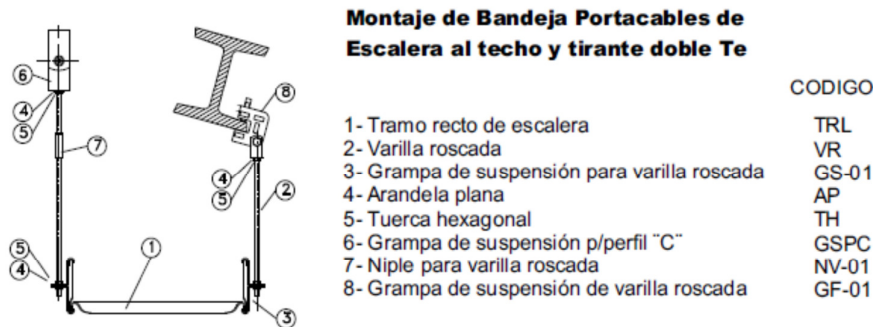 Montaje de Bandeja Portacables de
Escalera al techo y tirante doble Te
CODIGO
1- Tramo recto de escalera TRL
2- Varilla roscada VR
3- Grampa de suspensión para varilla roscada GS-01
4- Arandela plana AP
5- Tuerca hexagonal TH
6- Grampa de suspensión p/perfil ¨C¨ GSPC
7- Niple para varilla roscada NV-01
8- Grampa de suspensión de varilla roscada GF-01
6
4
5
7
8
4
5
2
5
4
1
3